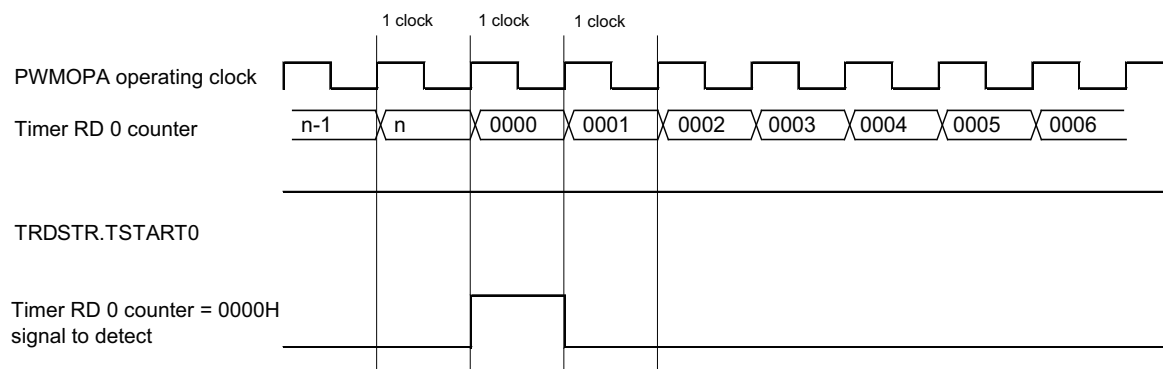 1 clock 1 clock 1 clock
PWMOPA operating clock
Timer RD 0 counter n-1 n 0000 0001 0002 0003 0004 0005 0006
TRDSTR.TSTART0
Timer RD 0 counter = 0000H
signal to detect